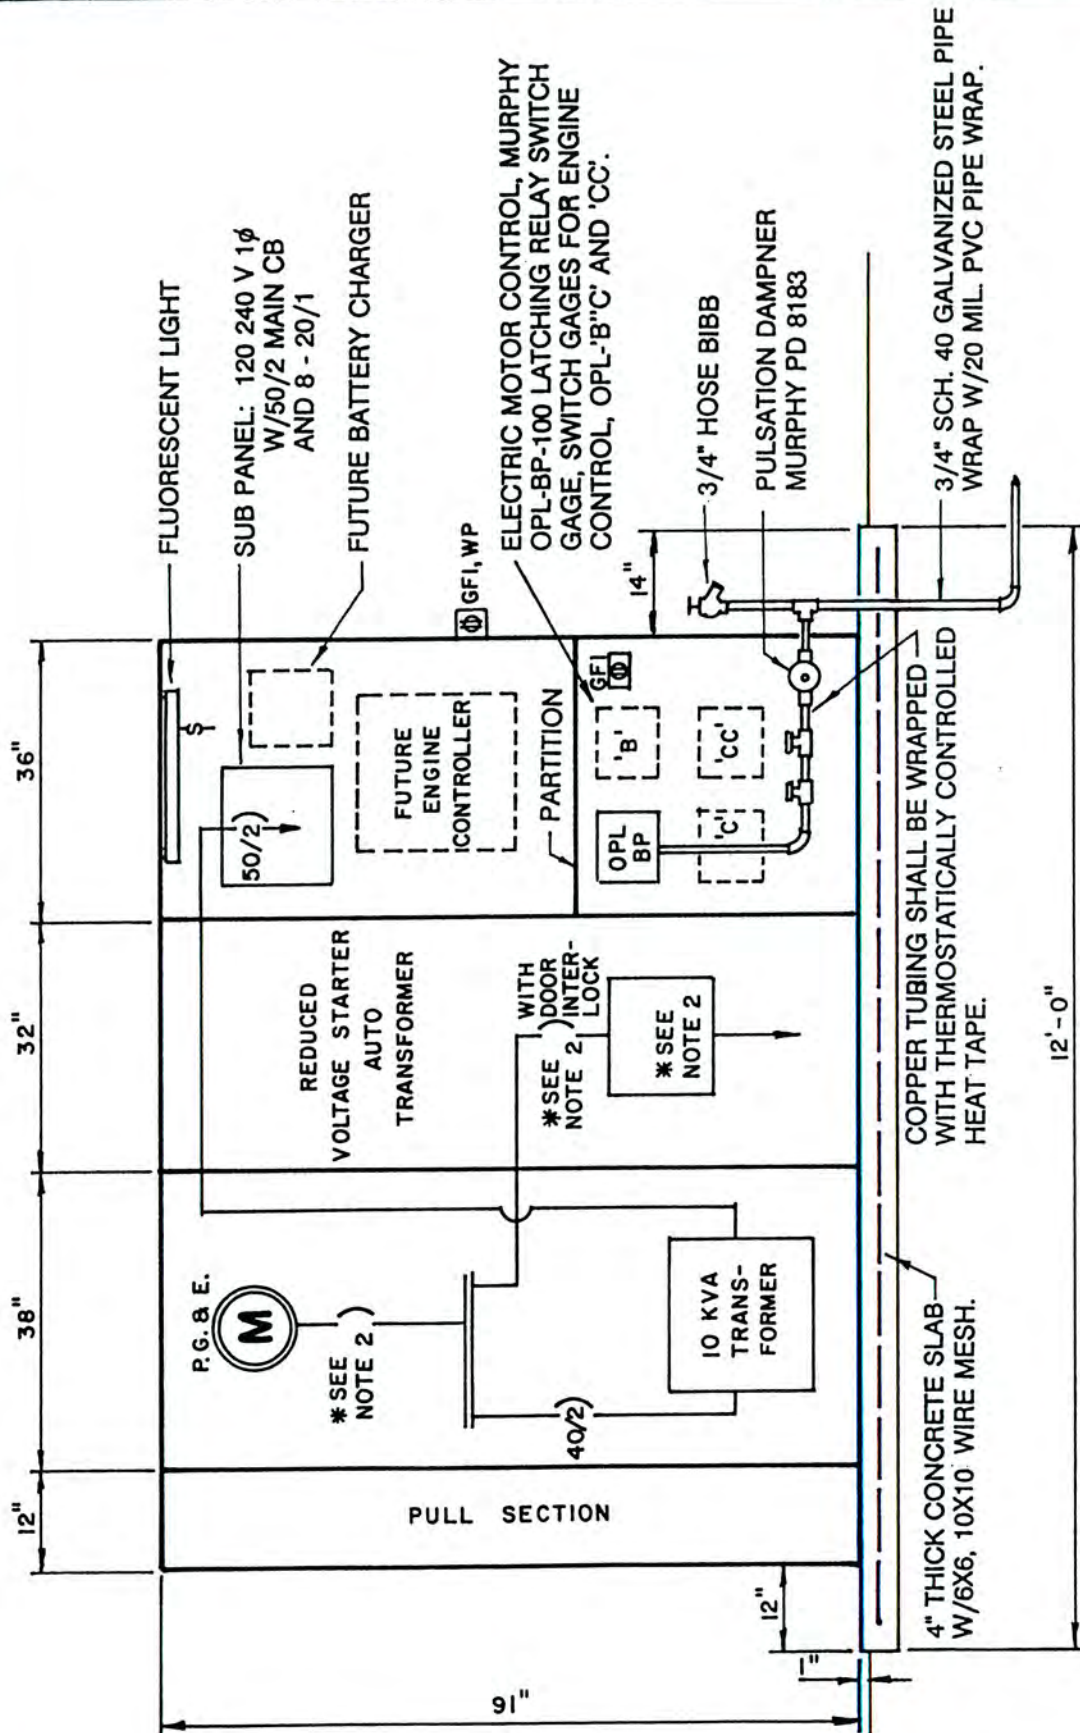 12"
38"
32"
36"
FLUORESCENT LIGHT
SUB PANEL: 120 240 V 1ϕ
W/50/2 MAIN CB
AND 8 - 20/1
FUTURE BATTERY CHARGER
GFI, WP
ELECTRIC MOTOR CONTROL, MURPHY
OPL-BP-100 LATCHING RELAY SWITCH
GAGE, SWITCH GAGES FOR ENGINE
CONTROL, OPL-'B''C' AND 'CC'.
3/4" HOSE BIBB
PULSATION DAMPNER
MURPHY PD 8183
3/4" SCH. 40 GALVANIZED STEEL PIPE
WRAP W/20 MIL. PVC PIPE WRAP.
14"
P.G. & E.
M
*SEE
NOTE 2
40/2
10 KVA
TRANS-
FORMER
PULL SECTION
REDUCED
VOLTAGE STARTER
AUTO
TRANSFORMER
WITH
DOOR
INTER-
LOCK
*SEE
NOTE 2
*SEE
NOTE 2
S
50/2
FUTURE
ENGINE
CONTROLLER
PARTITION
GFI
OPL
BP
'B'
'C'
'CC'
91"
12"
1"
4" THICK CONCRETE SLAB
W/6X6, 10X10 WIRE MESH.
COPPER TUBING SHALL BE WRAPPED
WITH THERMOSTATICALLY CONTROLLED
HEAT TAPE.
12'-0"